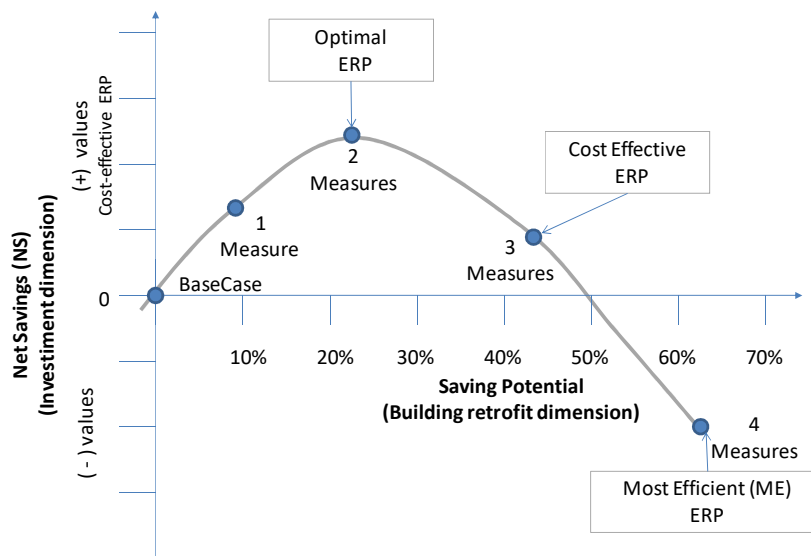 Optimal
ERP
Cost Effective
ERP
2
Measures
1
Measure
3
Measures
BaseCase
0
10%
20%
30%
40%
50%
60%
70%
Saving Potential
(Building retrofit dimension)
4
Measures
Most Efficient (ME)
ERP
Net Savings (NS)
(Investiment dimension)
(+) values
Cost-effective ERP
( - ) values